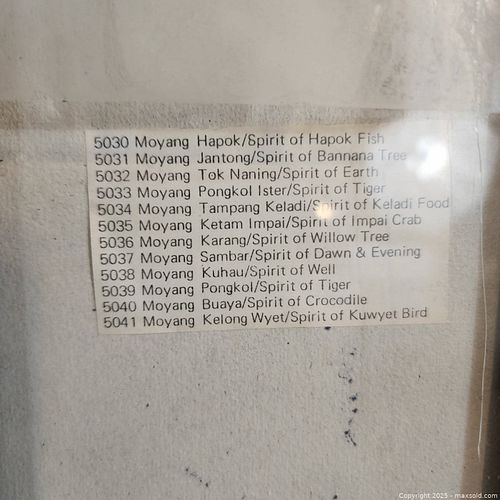 5030 Moyang Hapok/Spirit of Hapok Fish
5031 Moyang Jantong/Spirit of Bannana Tree
5032 Moyang Tok Naning/Spirit of Earth
5033 Moyang Pongkol Ister/Spirit of Tiger
5034 Moyang Tampang Keladi/Spirit of Keladi Food
5035 Moyang Ketam Impai/Spirit of Impai Crab
5036 Moyang Karang/Spirit of Willow Tree
5037 Moyang Sambar/Spirit of Dawn & Evening
5038 Moyang Kuhau/Spirit of Well
5039 Moyang Pongkol/Spirit of Tiger
5040 Moyang Buaya/Spirit of Crocodile
5041 Moyang Kelong Wyet/Spirit of Kuwyet Bird
Copyright 2025 - maxsold.com